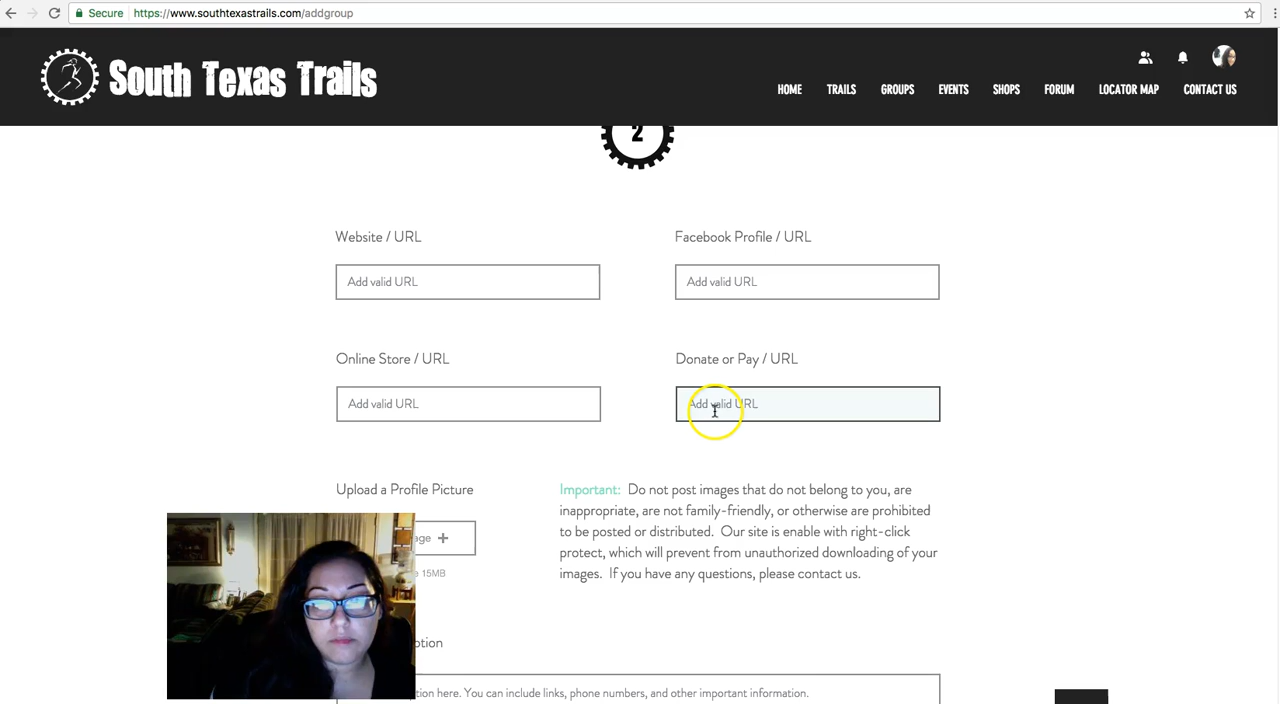 Secure https://www.southtexastrails.com/addgroup
South Texas Trails
HOME TRAILS GROUPS EVENTS SHOPS FORUM LOCATOR MAP CONTACT US
2
Website / URL Facebook Profile / URL
Add valid URL Add valid URL
Online Store / URL Donate or Pay / URL
Add valid URL Add valid URL
Upload a Profile Picture
Important: Do not post images that do not belong to you, are
inappropriate, are not family-friendly, or otherwise are prohibited
to be posted or distributed. Our site is enable with right-click
protect, which will prevent from unauthorized downloading of your
images. If you have any questions, please contact us.
+
15MB
here. You can include links, phone numbers, and other important information.